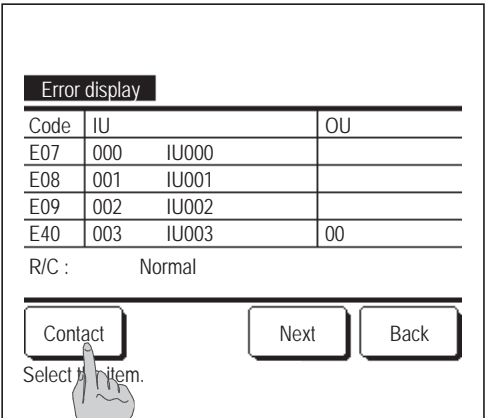 Error display
Code IU OU
E07 000 IU000
E08 001 IU001
E09 002 IU002
E40 003 IU003 00
R/C : Normal
Contact Next Back
Select item.